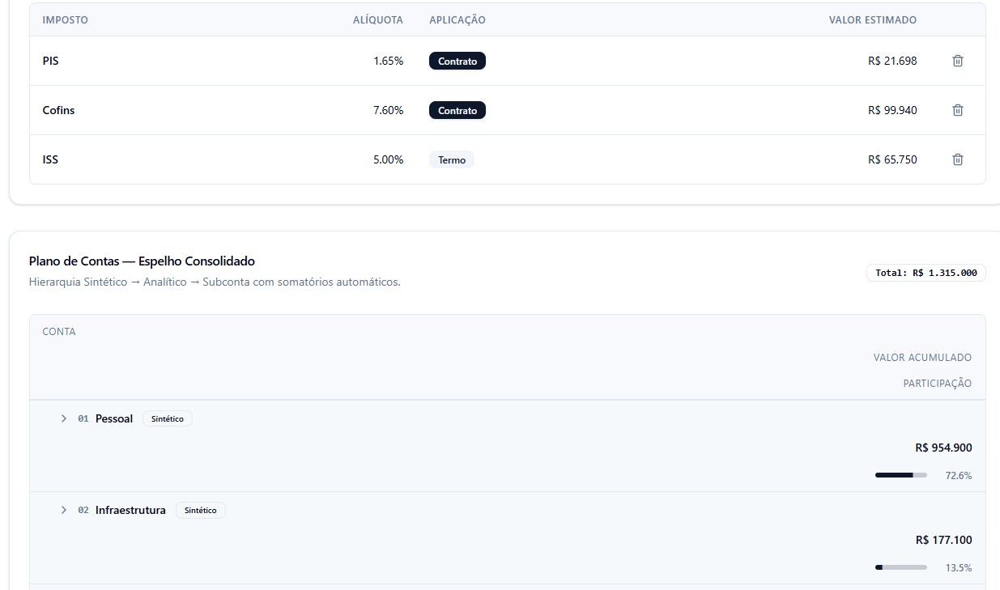 IMPOSTO ALÍQUOTA APLICAÇÃO VALOR ESTIMADO
PIS 1.65% Contrato R$ 21.698
Cofins 7.60% Contrato R$ 99.940
ISS 5.00% Termo R$ 65.750
Plano de Contas — Espelho Consolidado
Total: R$ 1.315.000
Hierarquia Sintético → Analítico → Subconta com somatórios automáticos.
CONTA
VALOR ACUMULADO
PARTICIPAÇÃO
01 Pessoal Sintético
R$ 954.900
72.6%
02 Infraestrutura Sintético
R$ 177.100
13.5%